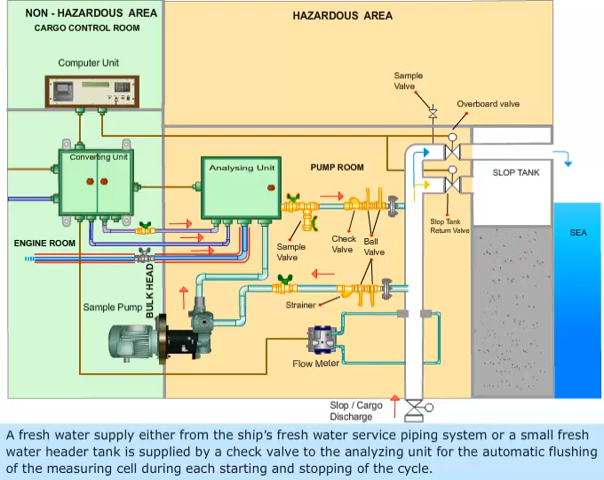 NON - HAZARDOUS AREA
CARGO CONTROL ROOM
HAZARDOUS AREA
Computer Unit
Sample
Valve
Overboard valve
Converting Unit
Analysing Unit
PUMP ROOM
SLOP TANK
Slop Tank
Return Valve
SEA
ENGINE ROOM
Sample
Valve
Check
Valve
Ball
Valve
BULK HEAD
Sample Pump
Strainer
Flow Meter
Slop / Cargo
Discharge
A fresh water supply either from the ship's fresh water service piping system or a small fresh
water header tank is supplied by a check valve to the analyzing unit for the automatic flushing
of the measuring cell during each starting and stopping of the cycle.